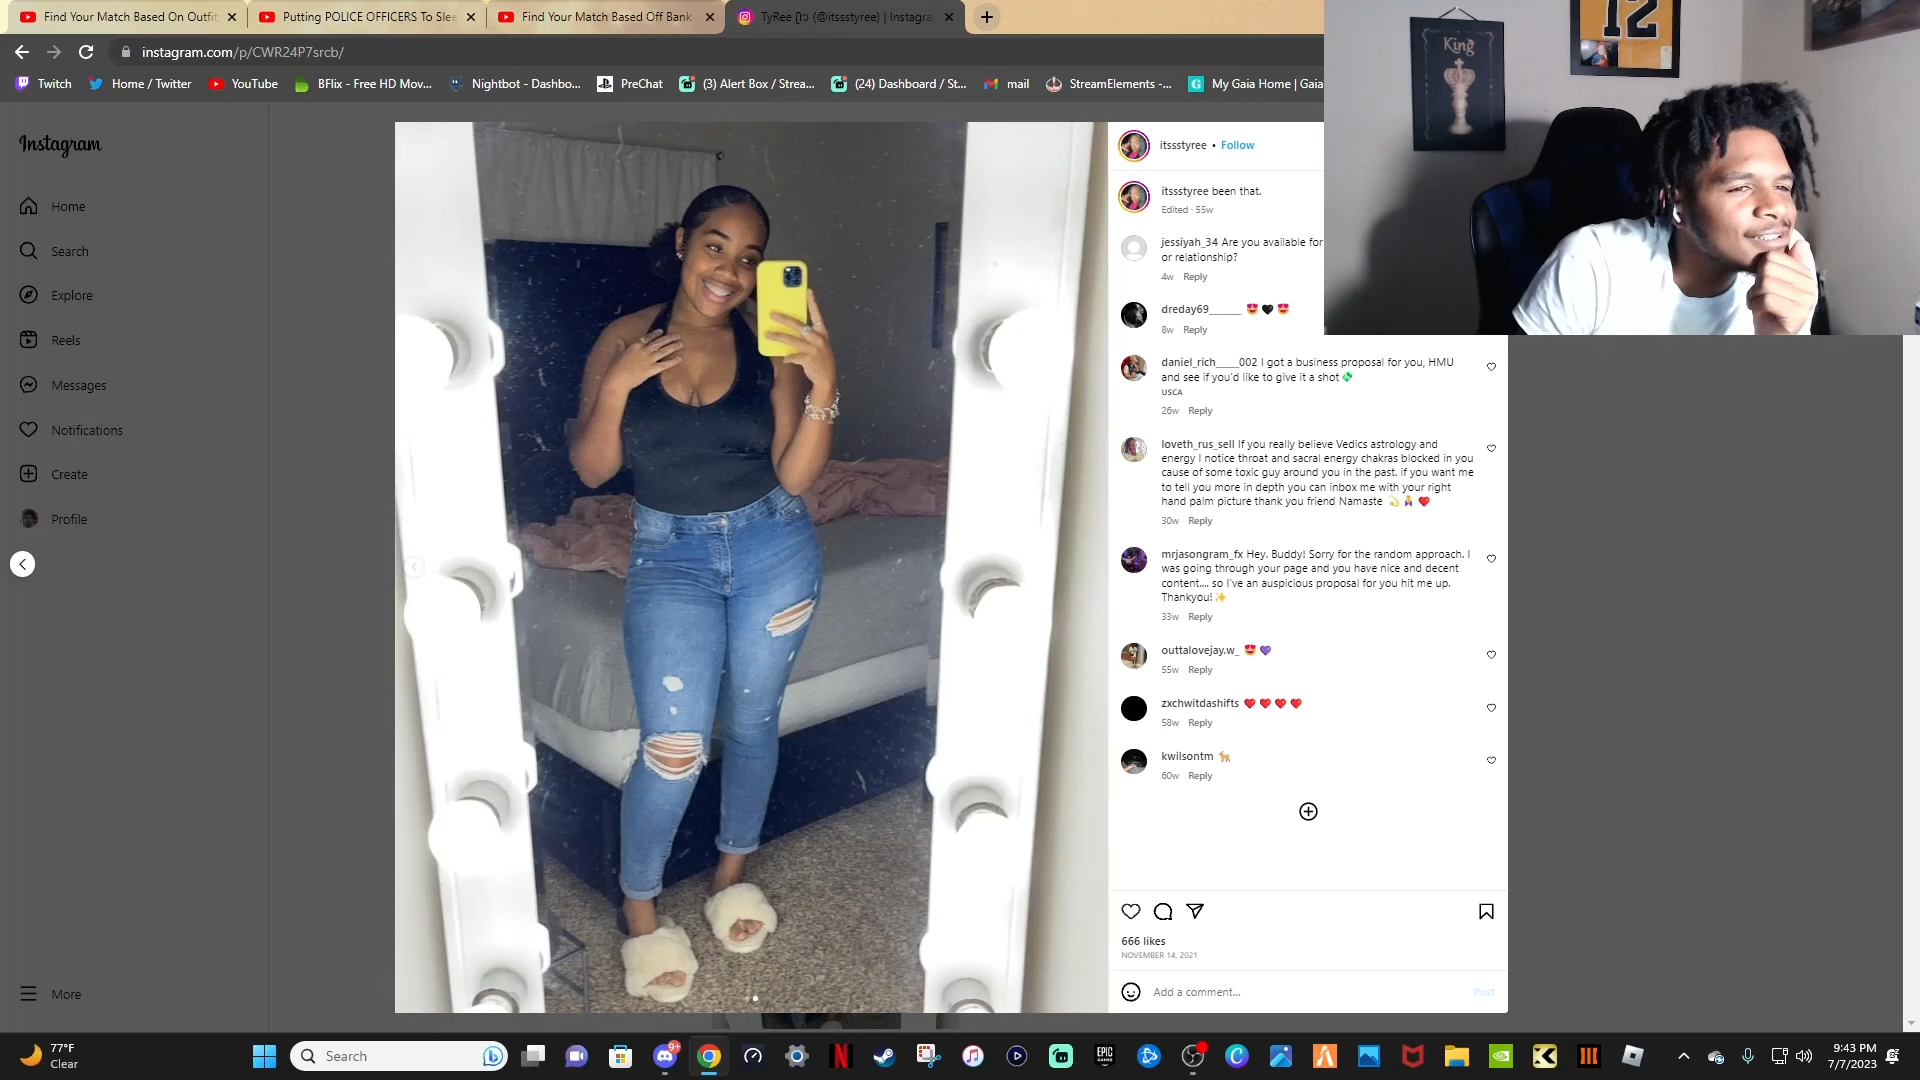 Find Your Match Based On Outfit
Putting POLICE OFFICERS To Slee
Find Your Match Based Off Bank
(@itssstyree) | Instagra
instagram.com/p/CWR24P7srcb/
Twitch
Home / Twitter
YouTube
BFlix - Free HD Mov...
Nightbot - Dashbo...
PreChat
(3) Alert Box / Strea...
(24) Dashboard / St...
mail
StreamElements -...
My Gaia Home | Gaia
King
12
Instagram
Home
Search
Explore
Reels
Messages
Notifications
Create
Profile
More
itssstyree • Follow
itssstyree been that.
Edited · 55w
jessiyah_34 Are you available for
or relationship?
4w Reply
dreday69______ 😍 🖤 😍
8w Reply
daniel_rich____002 I got a business proposal for you, HMU
and see if you'd like to give it a shot 💸
USCA
26w Reply
loveth_rus_sell If you really believe Vedics astrology and
energy I notice throat and sacral energy chakras blocked in you
cause of some toxic guy around you in the past. if you want me
to tell you more in depth you can inbox me with your right
hand palm picture thank you friend Namaste
30w Reply
mrjasongram_fx Hey. Buddy! Sorry for the random approach. I
was going through your page and you have nice and decent
content.... so I've an auspicious proposal for you hit me up.
Thankyou! ✨
33w Reply
outtalovejay.w_ 😍 💜
55w Reply
zxchwitdashifts ❤️ ❤️ ❤️ ❤️
58w Reply
kwilsontm
60w Reply
666 likes
NOVEMBER 14, 2021
Add a comment...
Post
77°F
Clear
Search
9+
EPIC
GAMES
9:43 PM
7/7/2023